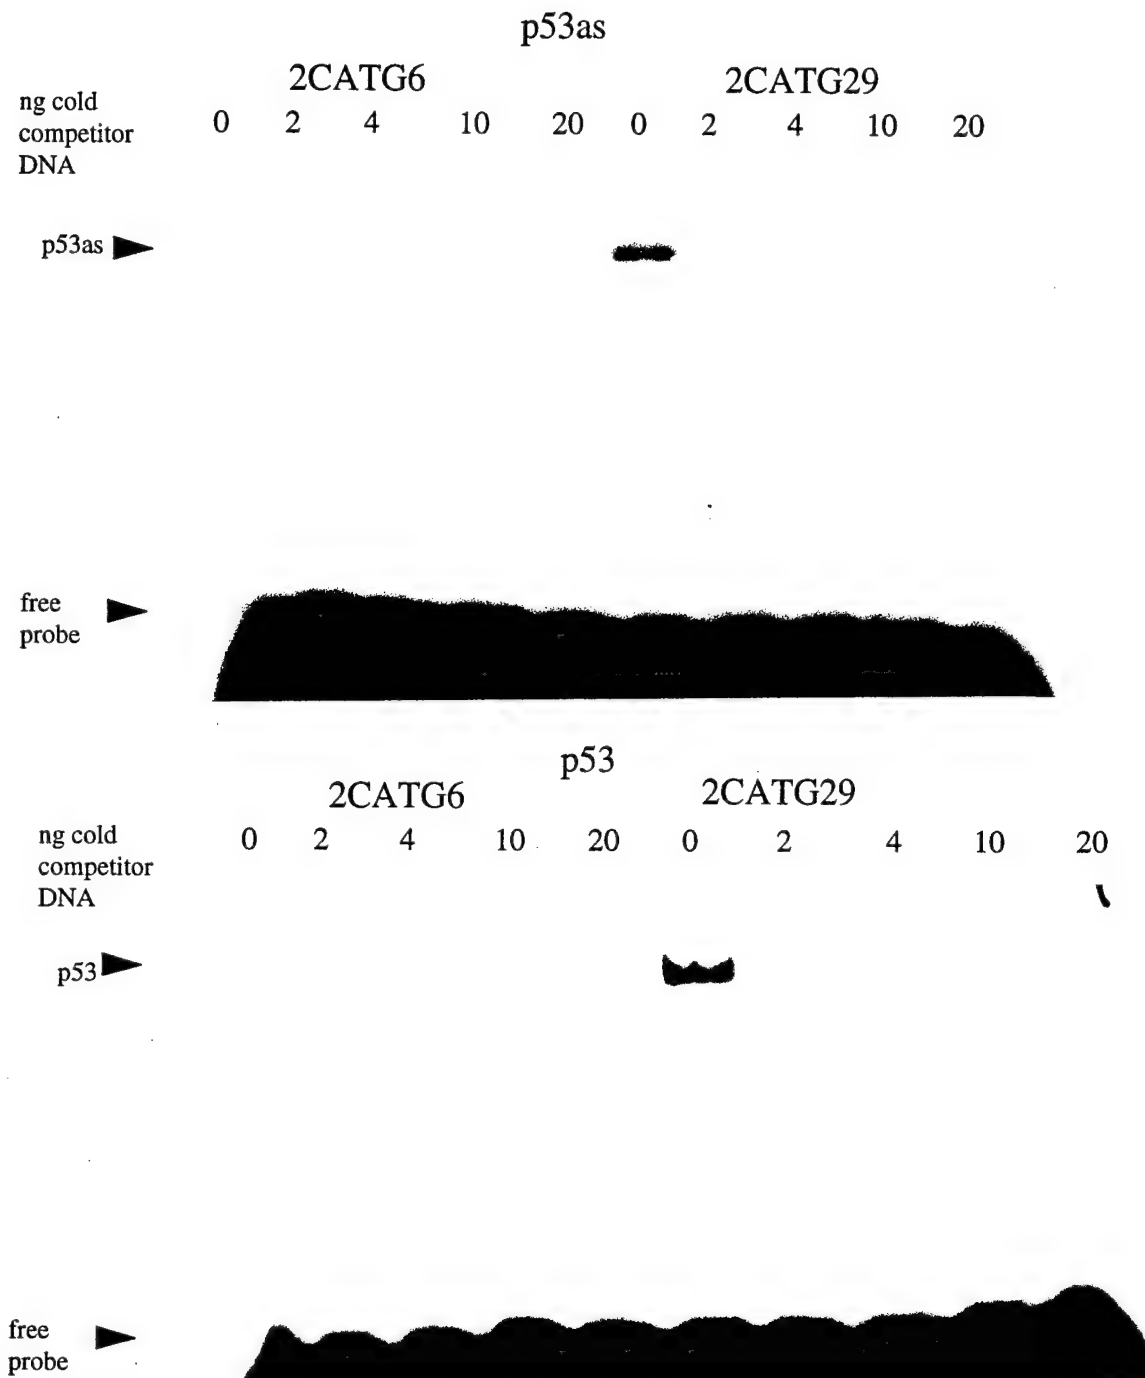 p53as
2CATG6 2CATG29
ng cold
competitor
DNA
0 2 4 10 20 0 2 4 10 20
p53as
free
probe
p53
2CATG6 2CATG29
ng cold
competitor
DNA
0 2 4 10 20 0 2 4 10 20
p53
free
probe